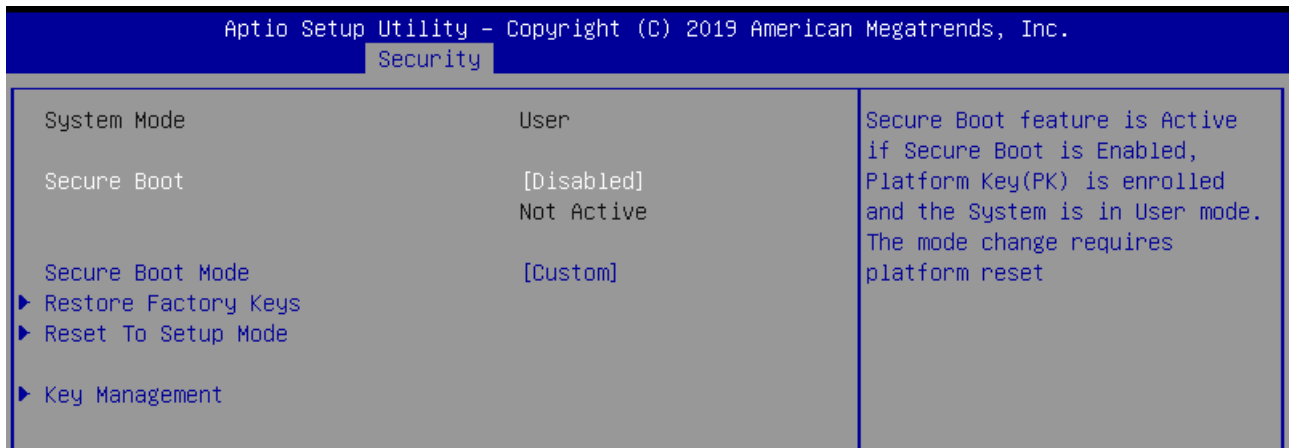 Aptio Setup Utility – Copyright (C) 2019 American Megatrends, Inc.
Security
System Mode User
Secure Boot [Disabled]
Not Active
Secure Boot Mode [Custom]
Restore Factory Keys
Reset To Setup Mode
Key Management
Secure Boot feature is Active
if Secure Boot is Enabled,
Platform Key(PK) is enrolled
and the System is in User mode.
The mode change requires
platform reset